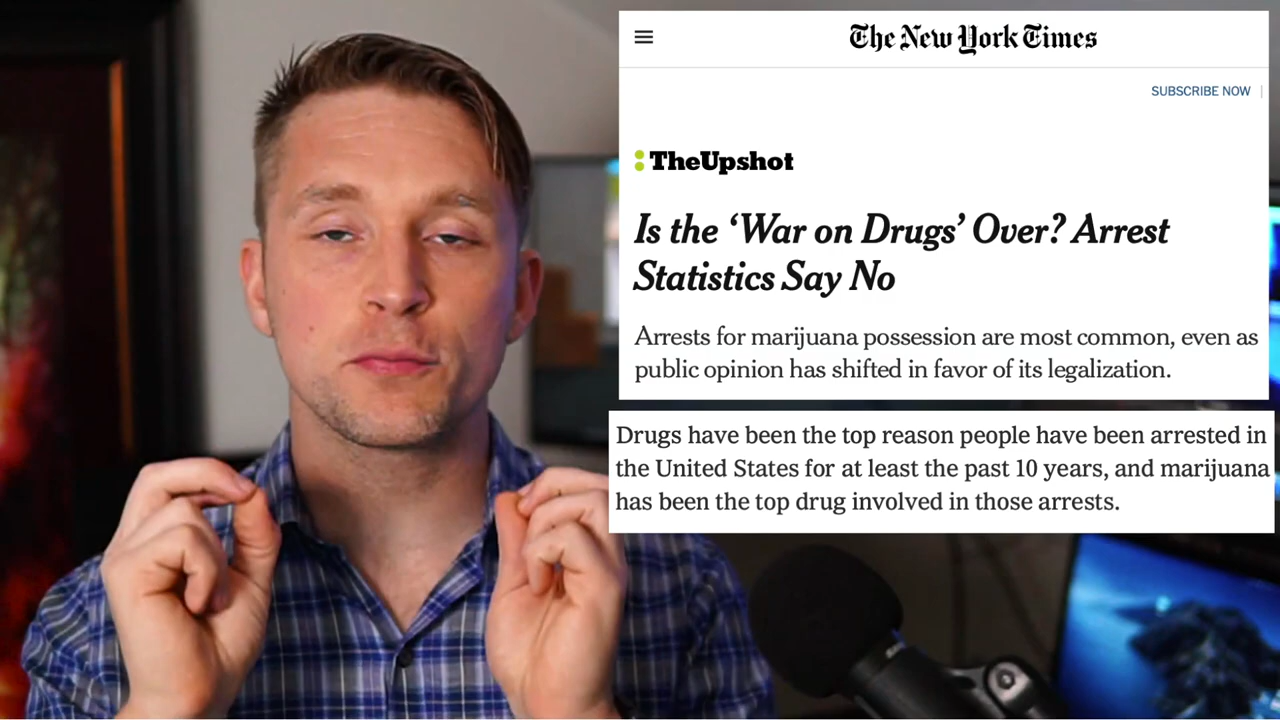 The New York Times
SUBSCRIBE NOW
TheUpshot
Is the ‘War on Drugs’ Over? Arrest
Statistics Say No
Arrests for marijuana possession are most common, even as
public opinion has shifted in favor of its legalization.
Drugs have been the top reason people have been arrested in
the United States for at least the past 10 years, and marijuana
has been the top drug involved in those arrests.